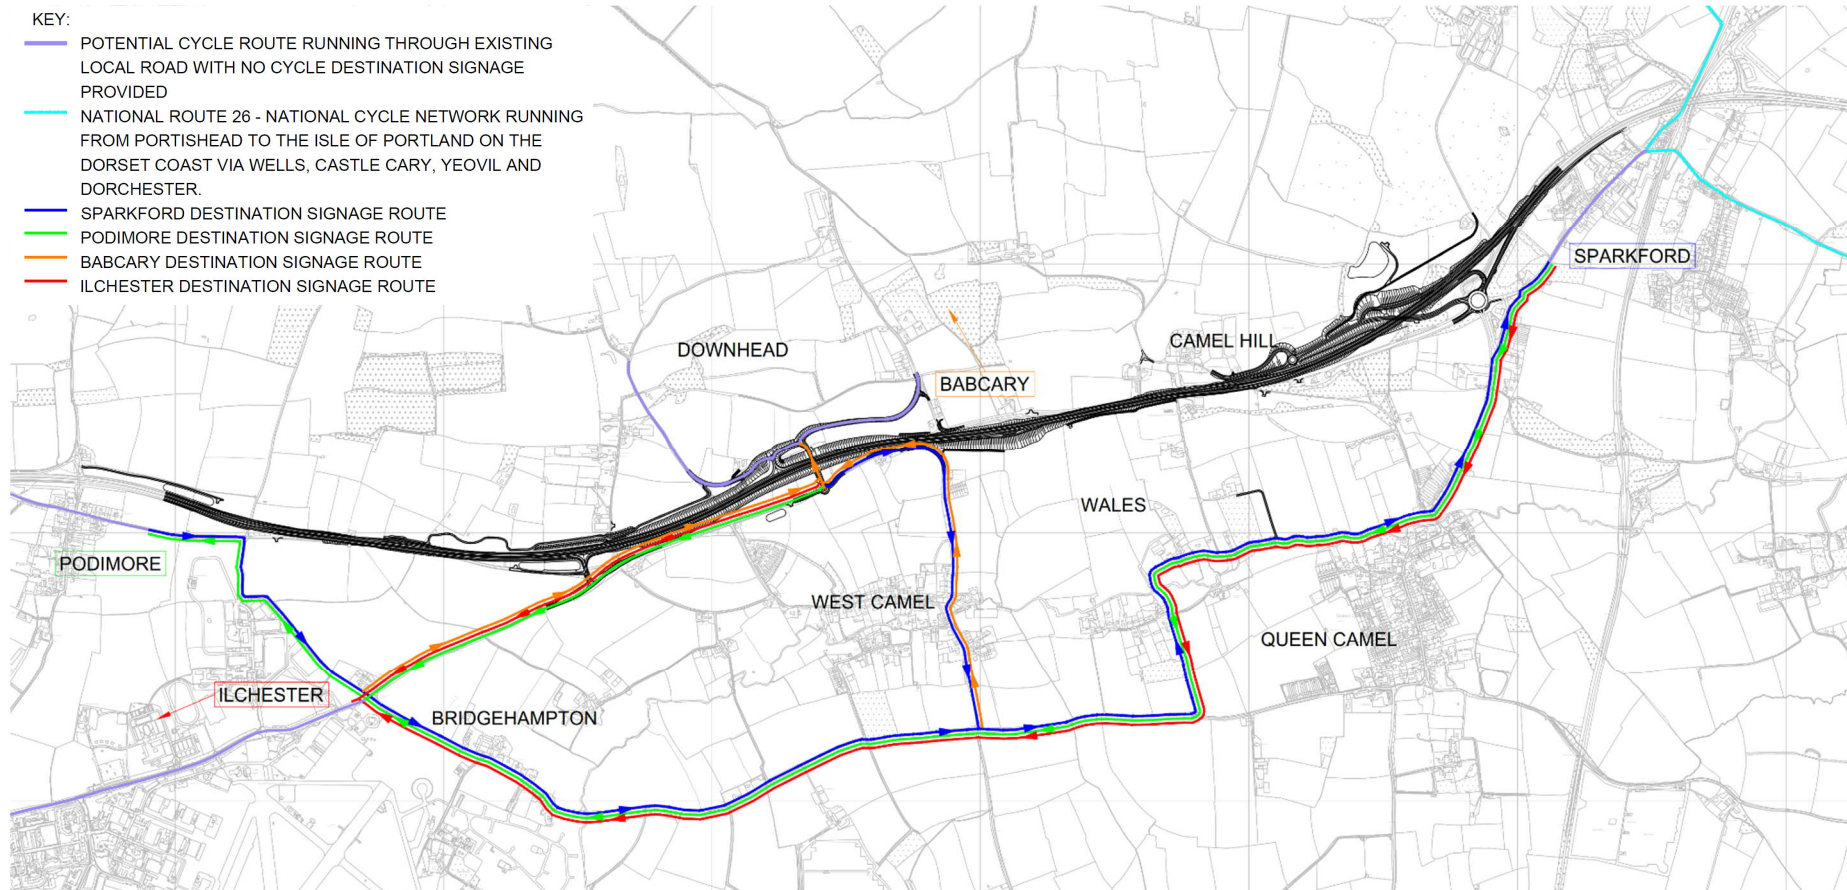 KEY:
POTENTIAL CYCLE ROUTE RUNNING THROUGH EXISTING
LOCAL ROAD WITH NO CYCLE DESTINATION SIGNAGE
PROVIDED
NATIONAL ROUTE 26 - NATIONAL CYCLE NETWORK RUNNING
FROM PORTISHEAD TO THE ISLE OF PORTLAND ON THE
DORSET COAST VIA WELLS, CASTLE CARY, YEOVIL AND
DORCHESTER.
SPARKFORD DESTINATION SIGNAGE ROUTE
PODIMORE DESTINATION SIGNAGE ROUTE
BABCARY DESTINATION SIGNAGE ROUTE
ILCHESTER DESTINATION SIGNAGE ROUTE
SPARKFORD
CAMEL HILL
DOWNHEAD
BABCARY
WALES
PODIMORE
WEST CAMEL
QUEEN CAMEL
ILCHESTER
BRIDGEHAMPTON